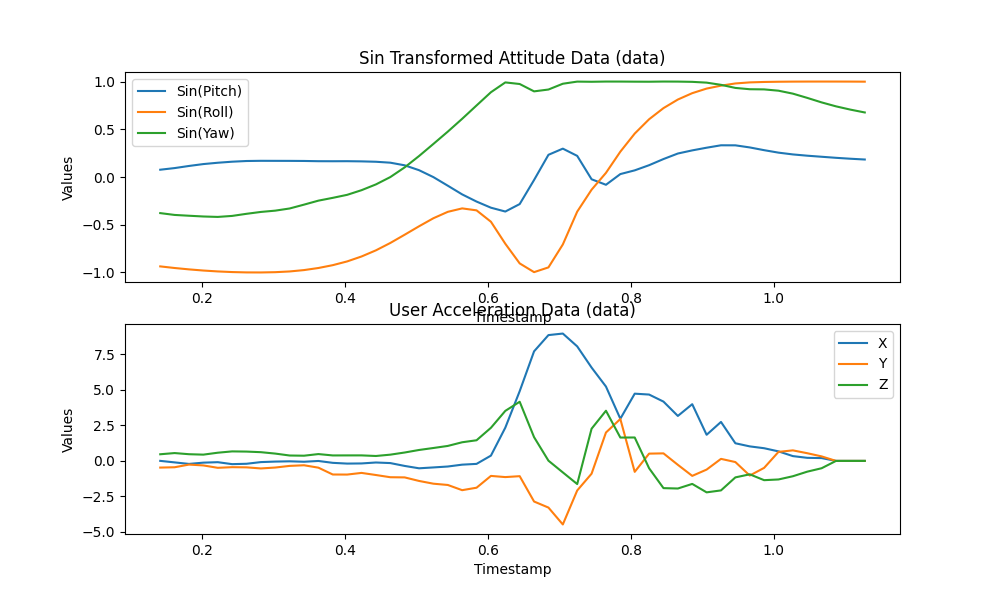 Sin Transformed Attitude Data (data)
1.0
0.5
0.0
−0.5
−1.0
Values
Sin(Pitch)
Sin(Roll)
Sin(Yaw)
0.2 0.4 0.6 0.8 1.0
Timestamp
User Acceleration Data (data)
7.5
5.0
2.5
0.0
−2.5
−5.0
Values
X
Y
Z
0.2 0.4 0.6 0.8 1.0
Timestamp